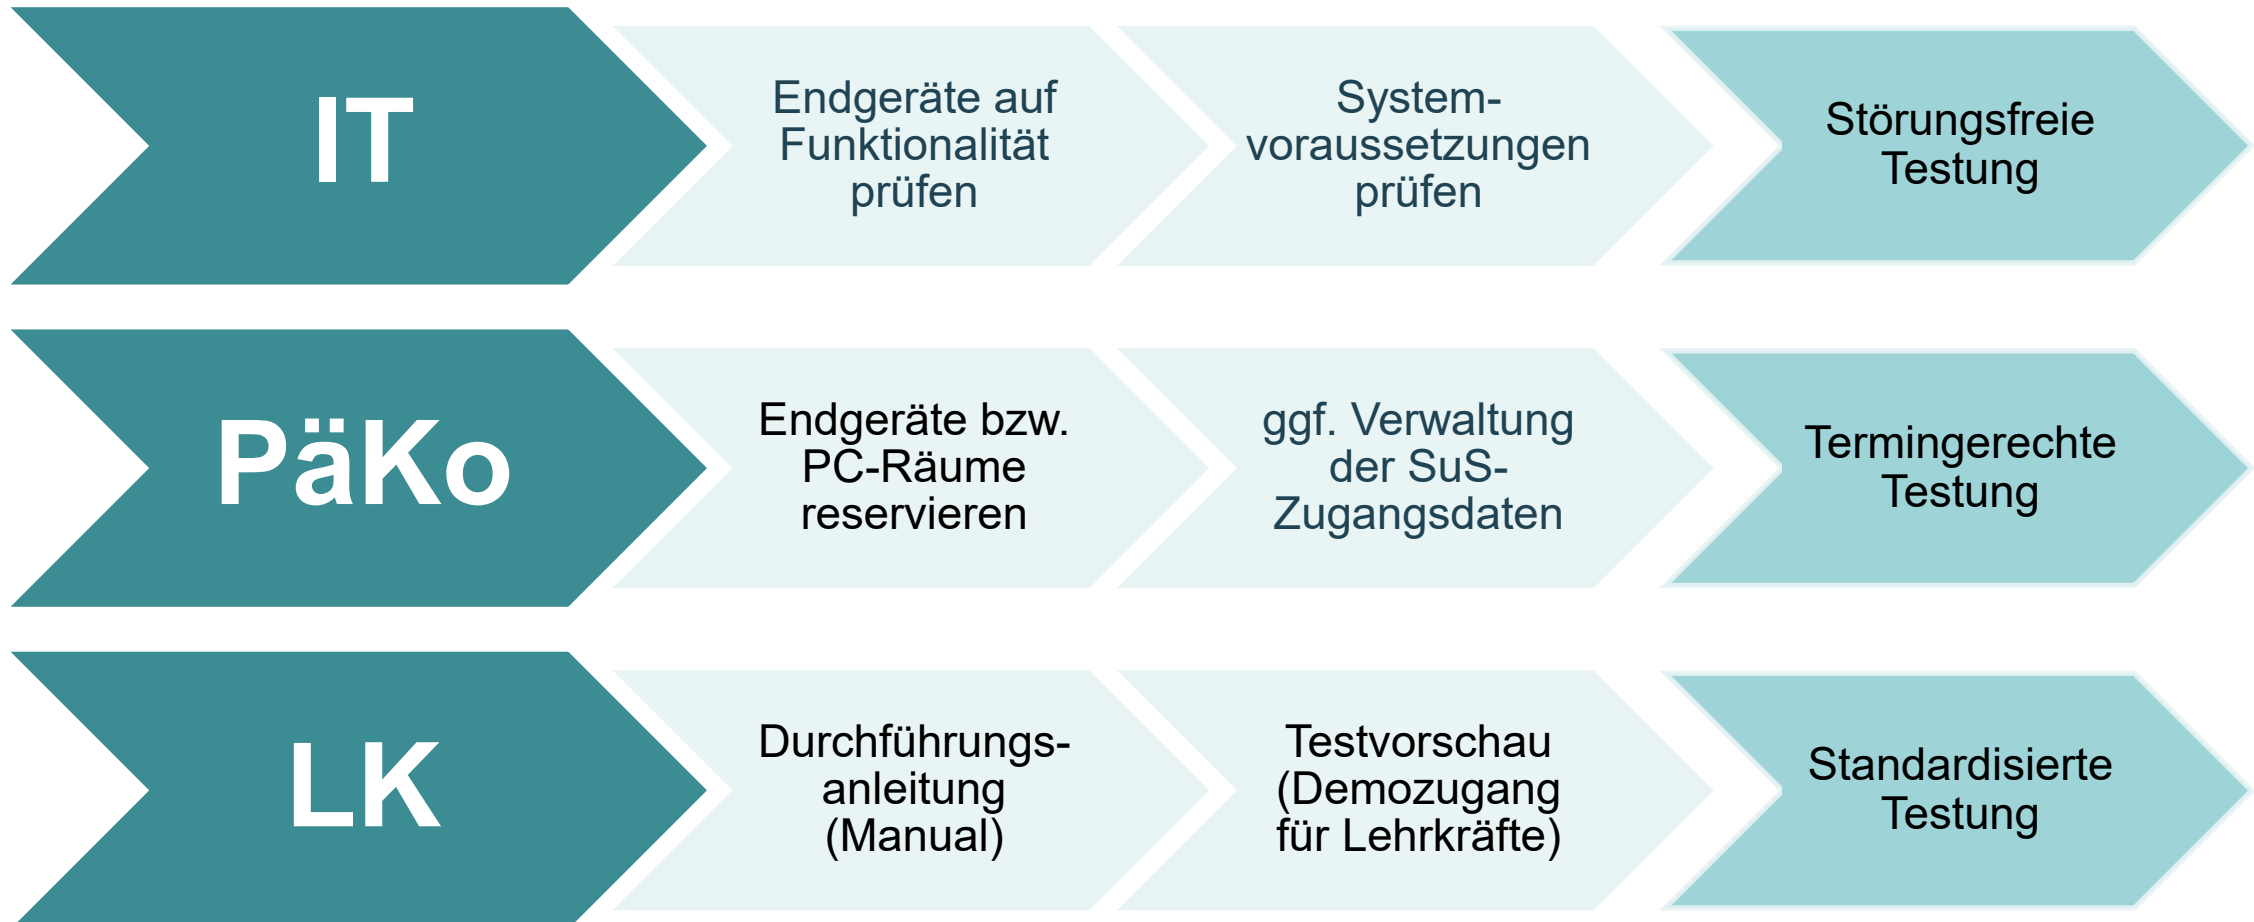 IT
Endgeräte auf
Funktionalität
prüfen
System-
voraussetzungen
prüfen
Störungsfreie
Testung
PäKo
Endgeräte bzw.
PC-Räume
reservieren
ggf. Verwaltung
der SuS-
Zugangsdaten
Termingerechte
Testung
LK
Durchführungs-
anleitung
(Manual)
Testvorschau
(Demozugang
für Lehrkräfte)
Standardisierte
Testung